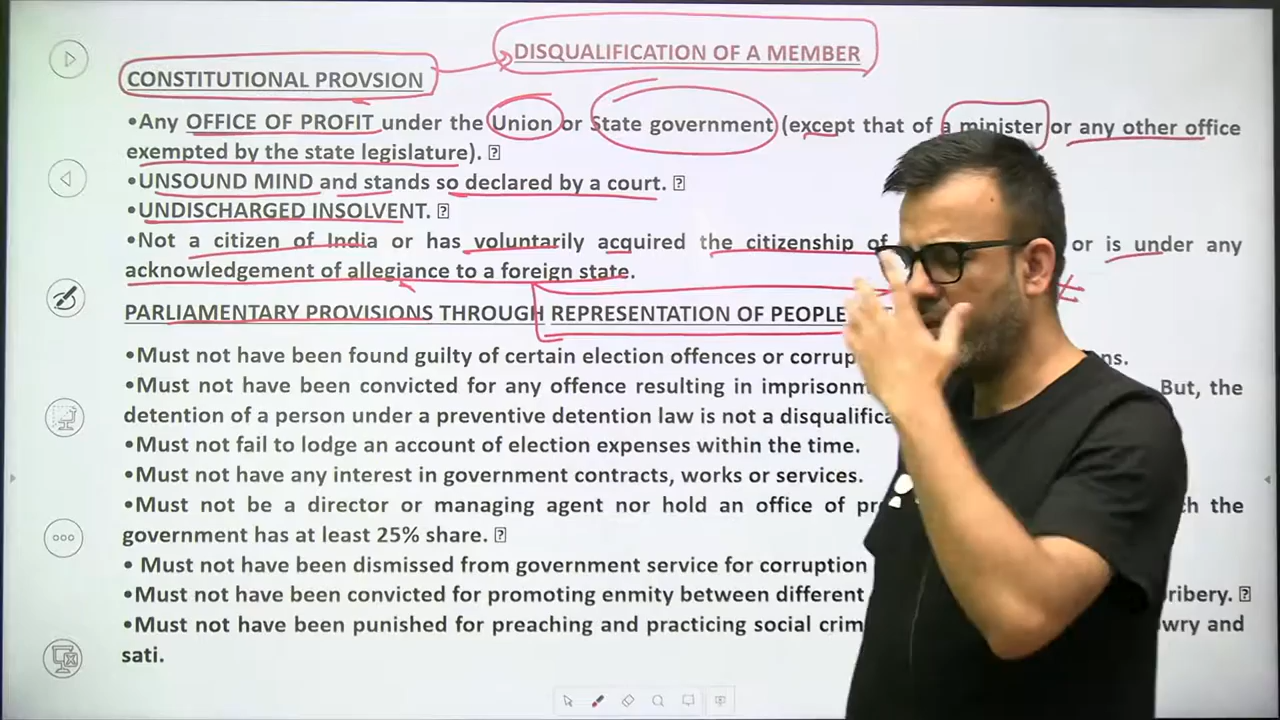 DISQUALIFICATION OF A MEMBER
CONSTITUTIONAL PROVSION
•Any OFFICE OF PROFIT under the Union or State government (except that of a minister or any other office
exempted by the state legislature).
•UNSOUND MIND and stands so declared by a court.
•UNDISCHARGED INSOLVENT.
•Not a citizen of India or has voluntarily acquired the citizenship of or is under any
acknowledgement of allegiance to a foreign state.
PARLIAMENTARY PROVISIONS THROUGH REPRESENTATION OF PEOPLE
•Must not have been found guilty of certain election offences or
•Must not have been convicted for any offence resulting in But, the
detention of a person under a preventive detention law is not a
•Must not fail to lodge an account of election expenses within the time.
•Must not have any interest in government contracts, works or services.
•Must not be a director or managing agent nor hold an office of the
government has at least 25% share.
• Must not have been dismissed from government service for corruption
•Must not have been convicted for promoting enmity between different
•Must not have been punished for preaching and practicing social and
sati.